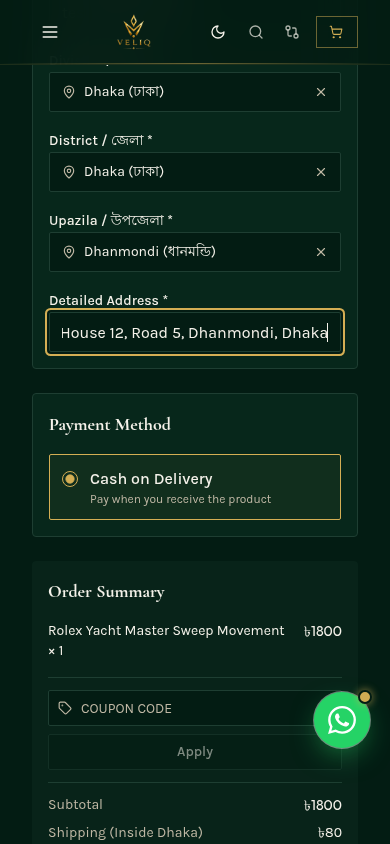 VELIQ
Dhaka (ঢাকা)
District / জেলা *
Dhaka (ঢাকা)
Upazila / উপজেলা *
Dhanmondi (ধানমন্ডি)
Detailed Address *
House 12, Road 5, Dhanmondi, Dhaka
Payment Method
Cash on Delivery
Pay when you receive the product
Order Summary
Rolex Yacht Master Sweep Movement ৳1800
× 1
COUPON CODE
Apply
Subtotal ৳1800
Shipping (Inside Dhaka) ৳80